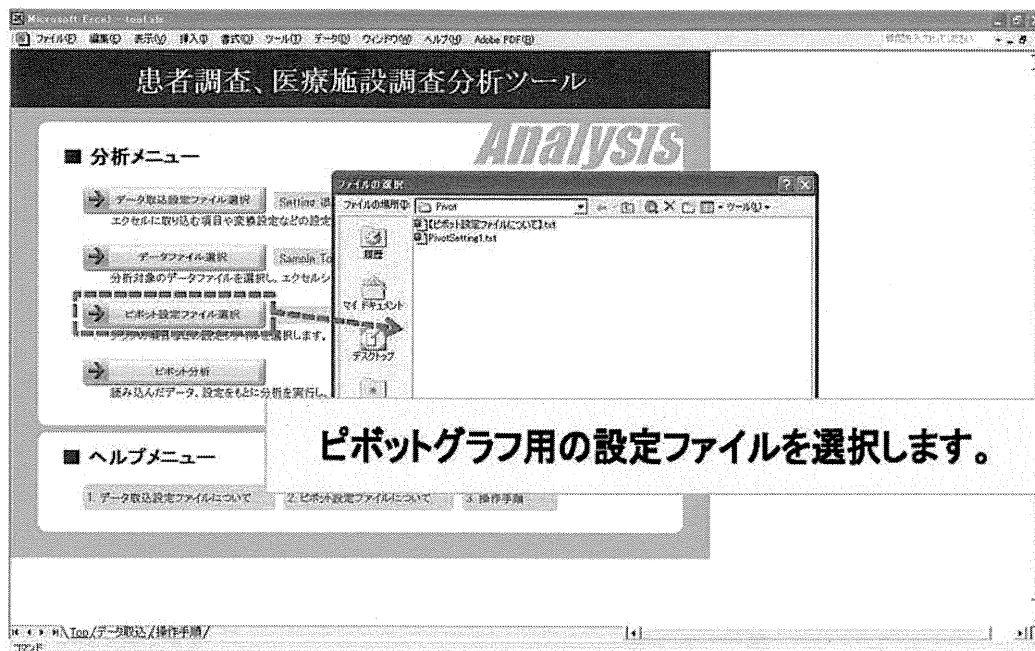 Microsoft Excel - tool.xls
ファイル(F) 編集(E) 表示(V) 挿入(I) 書式(O) ツール(T) データ(D) ウィンドウ(W) ヘルプ(H) Adobe PDF(B)
患者調査、医療施設調査分析ツール
Analysis
■ 分析メニュー
データ取込設定ファイル選択
エクセルに取り込む項目や変換設定などの設定
データファイル選択
分析対象のデータファイルを選択し、エクセルシ
ピボット設定ファイル選択
を選択します。
ピボット分析
読み込んだデータ、設定をもとに分析を実行し、
ファイルの選択
ファイルの場所(I): Pivot
ツール(L)
【ピボット設定ファイルについて】.txt
PivotSetting1.txt
履歴
マイ ドキュメント
デスクトップ
ピボットグラフ用の設定ファイルを選択します。
■ ヘルプメニュー
1. データ取込設定ファイルについて
2. ピボット設定ファイルについて
3. 操作手順
Top/データ取込/操作手順/
コマンド